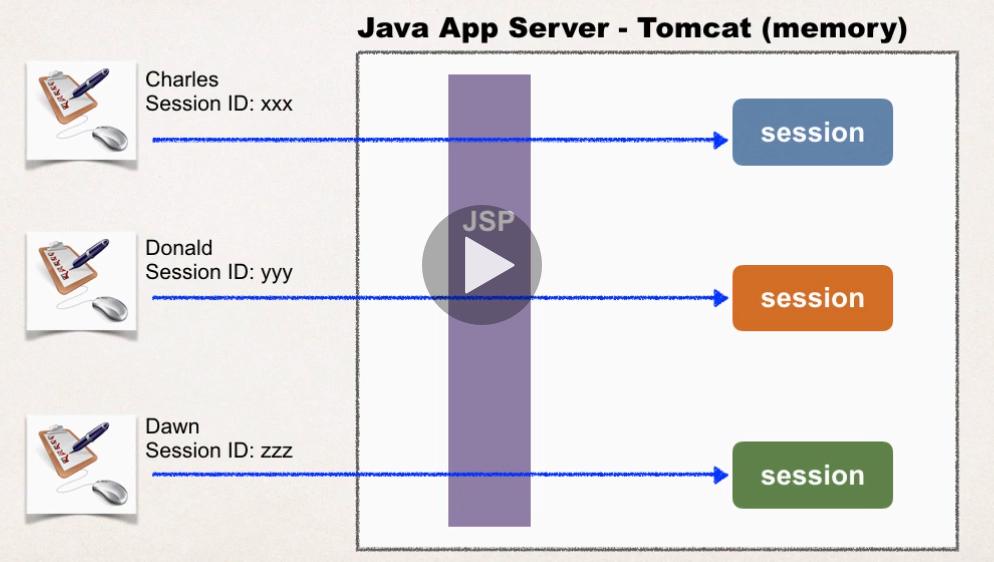 Java App Server - Tomcat (memory)
Charles
Session ID: xxx
session
JSP
Donald
Session ID: yyy
session
Dawn
Session ID: zzz
session